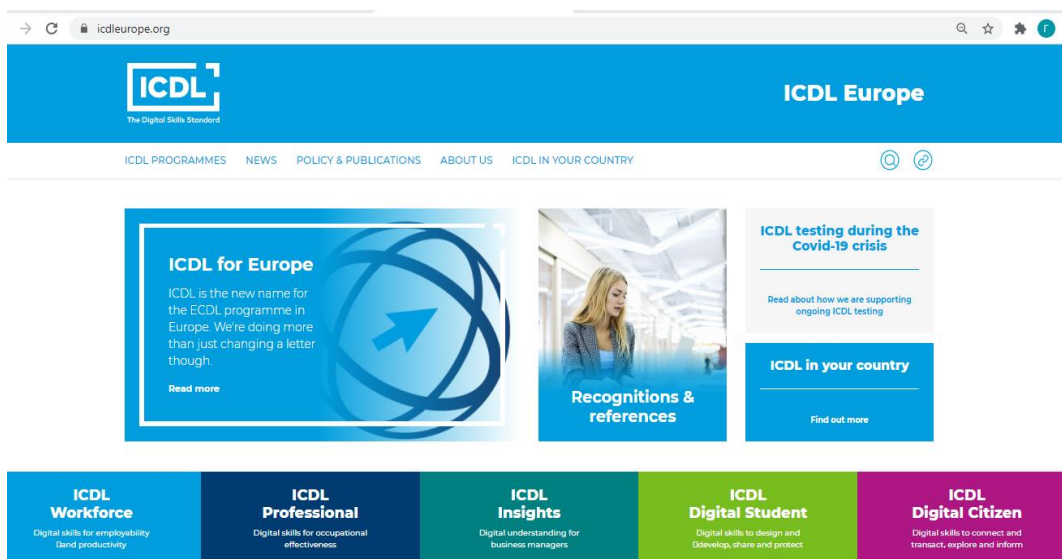 icdleurope.org
Г
ICDL
The Digital Skills Standard
ICDL Europe
ICDL PROGRAMMES NEWS POLICY & PUBLICATIONS ABOUT US ICDL IN YOUR COUNTRY
ICDL for Europe
ICDL is the new name for
the ECDL programme in
Europe. We're doing more
than just changing a letter
though.
Read more
Recognitions &
references
ICDL testing during the
Covid-19 crisis
Read about how we are supporting
ongoing ICDL testing
ICDL in your country
Find out more
ICDL
Workforce
Digital skills for employability
▯and productivity
ICDL
Professional
Digital skills for occupational
effectiveness
ICDL
Insights
Digital understanding for
business managers
ICDL
Digital Student
Digital skills to design and
▯develop, share and protect
ICDL
Digital Citizen
Digital skills to connect and
transact, explore and inform